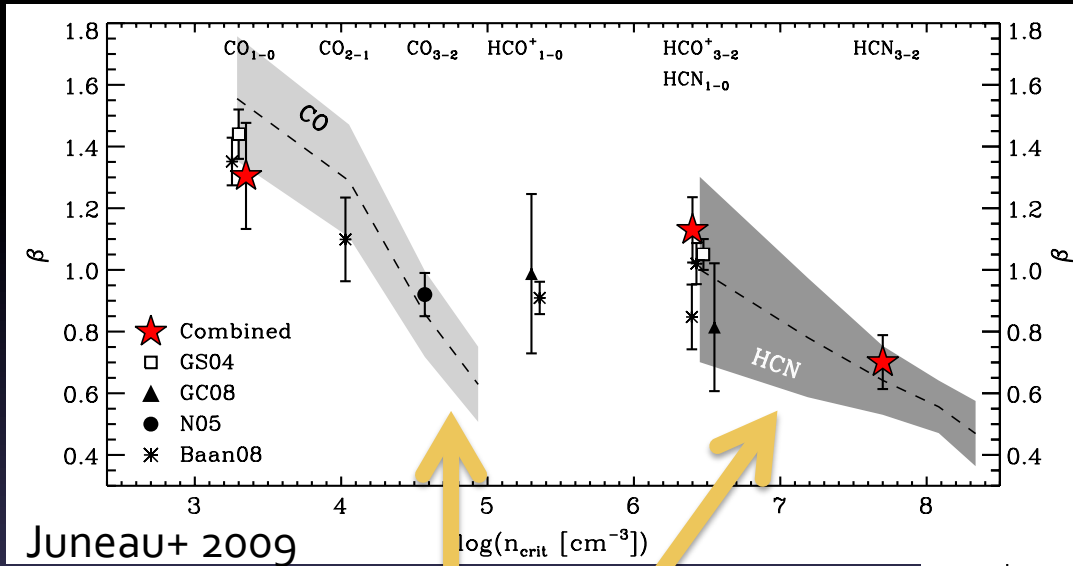 1.8
1.6
1.4
1.2
1.0
0.8
0.6
0.4
β
CO₁₋₀ CO₂₋₁ CO₃₋₂ HCO⁺₁₋₀ HCO⁺₃₋₂ HCN₃₋₂
HCN₁₋₀
CO
HCN
Combined
GS04
GC08
N05
Baan08
1.8
1.6
1.4
1.2
1.0
0.8
0.6
0.4
β
3 4 5 6 7 8
log(n_crit [cm⁻³])
Juneau+ 2009